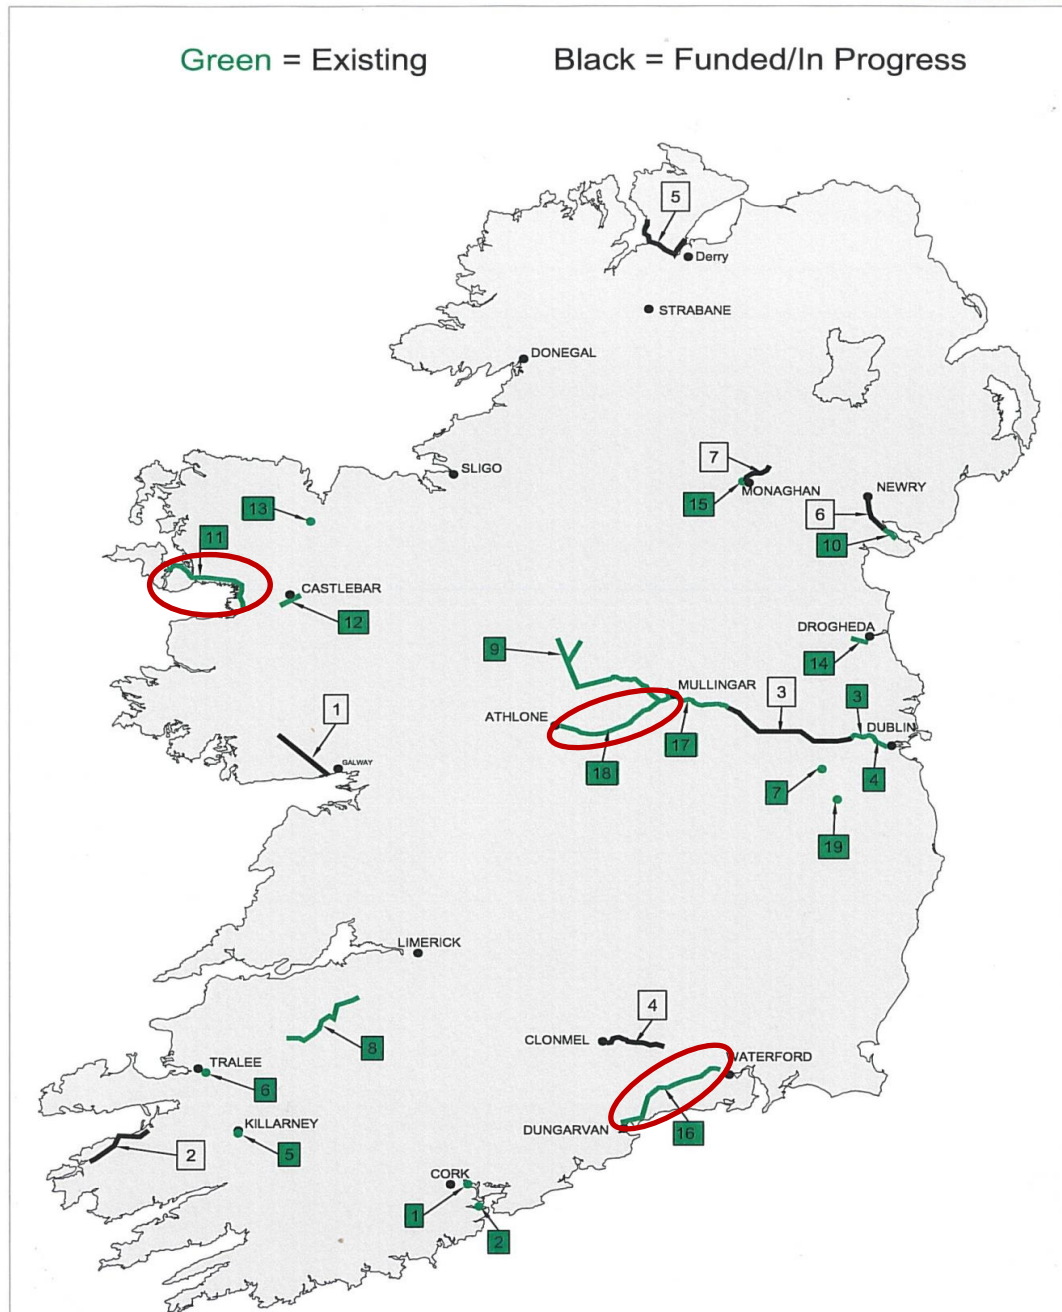 Green = Existing
Black = Funded/In Progress
5
Derry
STRABANE
DONEGAL
SLIGO
7
MONAGHAN
15
NEWRY
6
10
13
11
CASTLEBAR
12
DROGHEDA
14
9
MULLINGAR
3
3
DUBLIN
ATHLONE
1
GALWAY
18
17
7
4
19
LIMERICK
8
4
CLONMEL
WATERFORD
TRALEE
6
KILLARNEY
5
2
DUNGARVAN
16
CORK
1
2